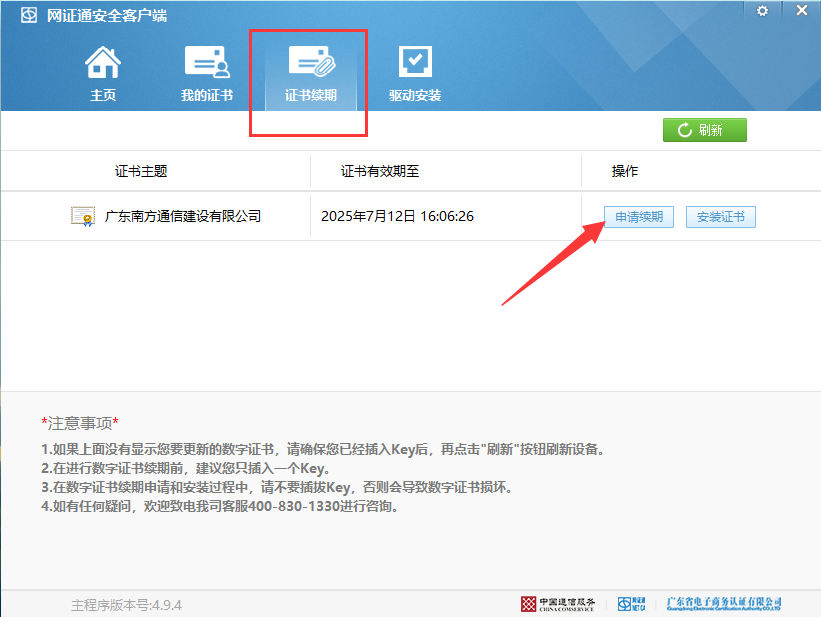 网证通安全客户端
主页
我的证书
证书续期
驱动安装
刷新
证书主题
证书有效期至
操作
广东南方通信建设有限公司
2025年7月12日 16:06:26
申请续期
安装证书
*注意事项*
1.如果上面没有显示您要更新的数字证书，请确保您已经插入Key后，再点击"刷新"按钮刷新设备。
2.在进行数字证书续期前，建议您只插入一个Key。
3.在数字证书续期申请和安装过程中，请不要插拔Key，否则会导致数字证书损坏。
4.如有任何疑问，欢迎致电我司客服400-830-1330进行咨询。
主程序版本号:4.9.4
中国通信服务
CHINA COMSERVICE
网证通
NETCA
广东省电子商务认证有限公司
Guangdong Electronic Certification Authority CO.,LTD